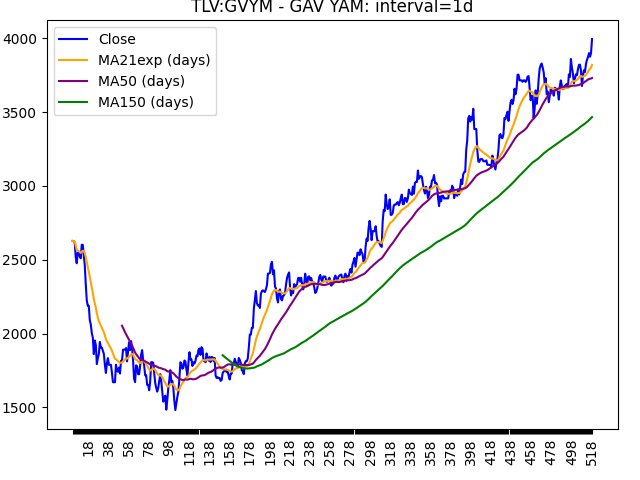 TLV:GVYM - GAV YAM: interval=1d
Close
MA21exp (days)
MA50 (days)
MA150 (days)
4000
3500
3000
2500
2000
1500
18 38 58 78 98 118 138 158 178 198 218 238 258 278 298 318 338 358 378 398 418 438 458 478 498 518